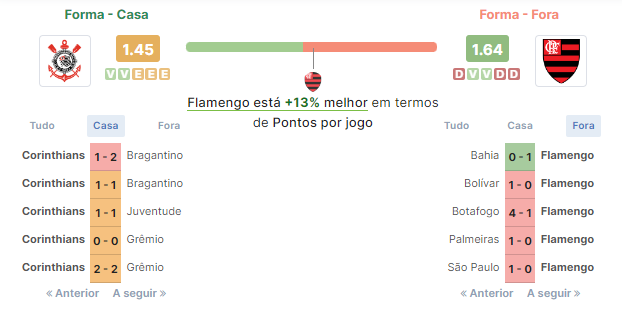 Forma - Casa
Forma - Fora
1.45
1.64
V V E E E
D V V D D
Flamengo está +13% melhor em termos
de Pontos por jogo
Tudo Casa Fora
Tudo Casa Fora
Corinthians 1 - 2 Bragantino
Corinthians 1 - 1 Bragantino
Corinthians 1 - 1 Juventude
Corinthians 0 - 0 Grêmio
Corinthians 2 - 2 Grêmio
« Anterior A seguir »
Bahia 0 - 1 Flamengo
Bolívar 1 - 0 Flamengo
Botafogo 4 - 1 Flamengo
Palmeiras 1 - 0 Flamengo
São Paulo 1 - 0 Flamengo
« Anterior A seguir »